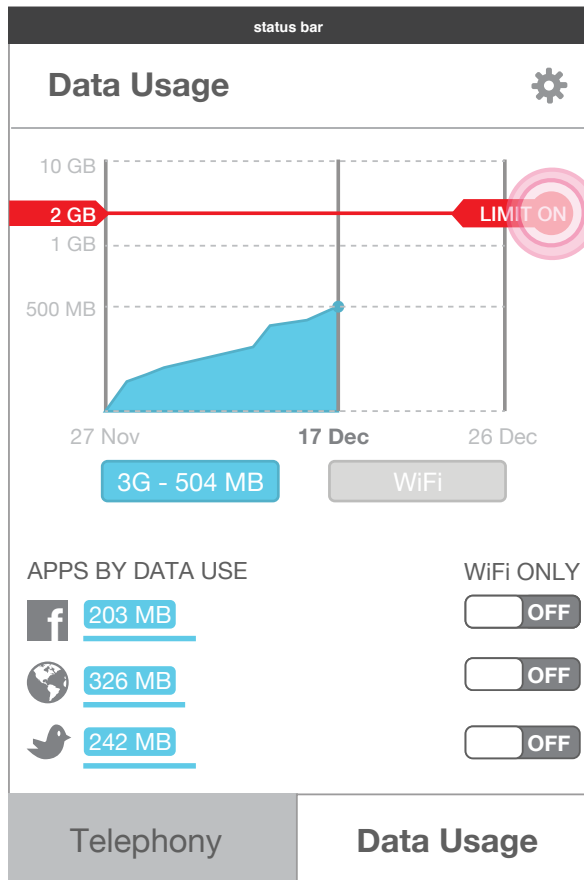 status bar
Data Usage
10 GB
2 GB
LIMIT ON
1 GB
500 MB
27 Nov 17 Dec 26 Dec
3G - 504 MB WiFi
APPS BY DATA USE WiFi ONLY
f 203 MB OFF
326 MB OFF
242 MB OFF
Telephony Data Usage